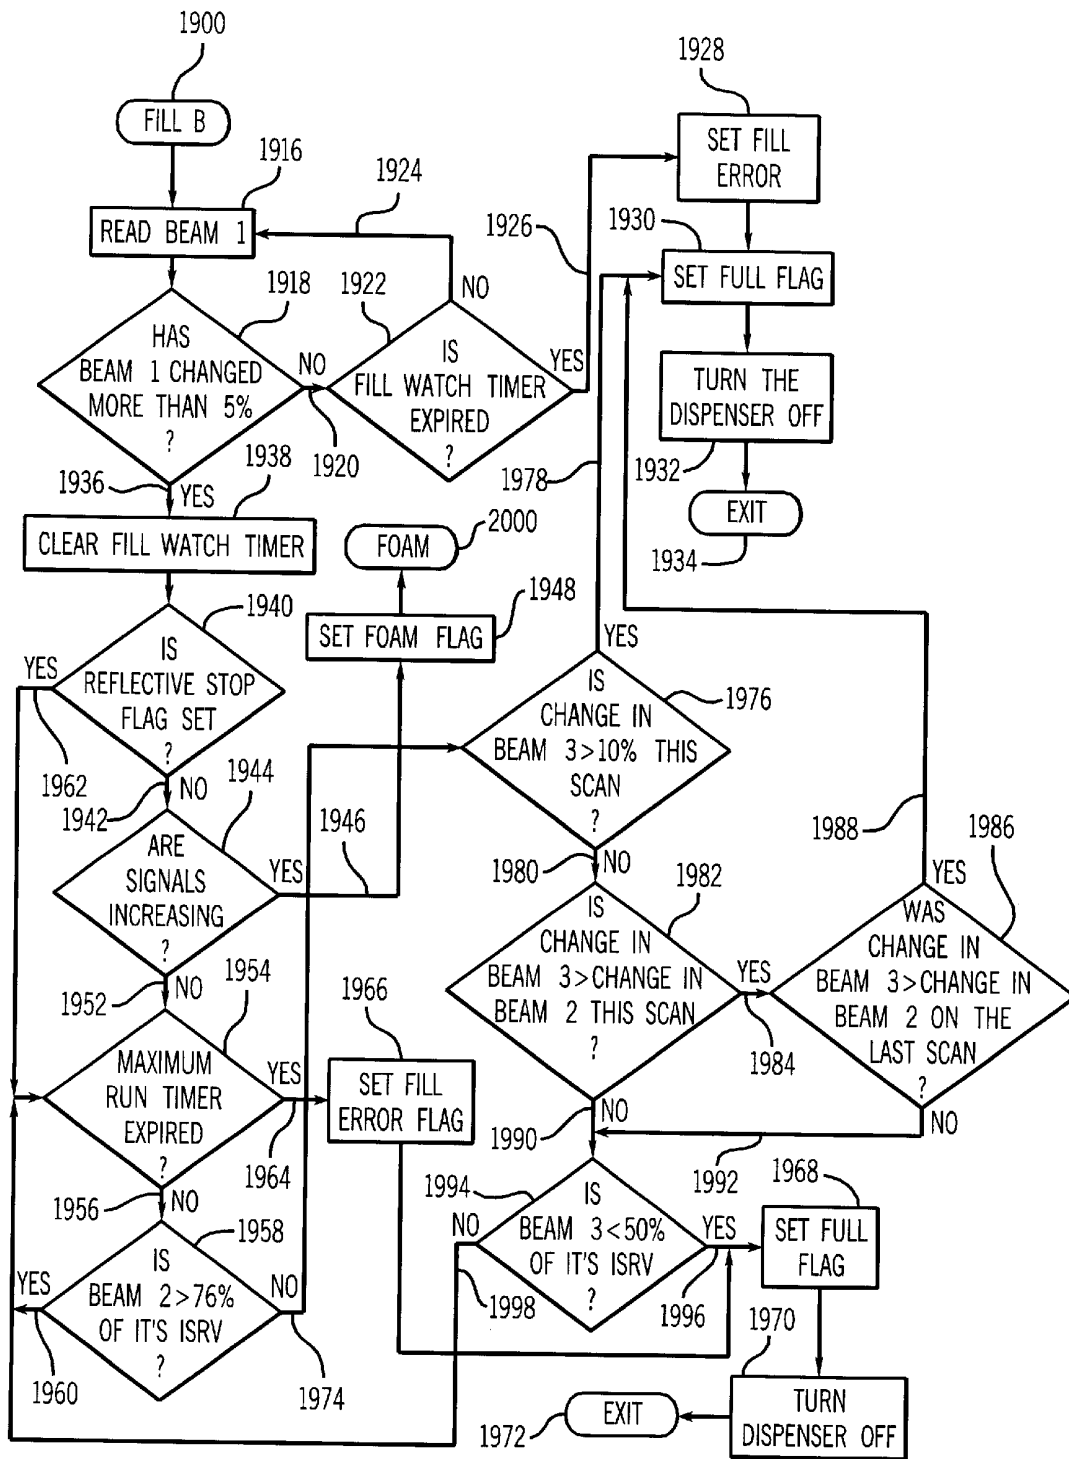 1900
FILL B
1916
READ BEAM 1
1924
1918
HAS
BEAM 1 CHANGED
MORE THAN 5%
?
NO
1920
1922
NO
IS
FILL WATCH TIMER
EXPIRED
?
YES
1926
1928
SET FILL
ERROR
1930
SET FULL FLAG
TURN THE
DISPENSER OFF
1932
EXIT
1934
1936
YES
1938
CLEAR FILL WATCH TIMER
1940
IS
REFLECTIVE STOP
FLAG SET
?
YES
1962
1942
NO
1944
ARE
SIGNALS
INCREASING
?
YES
1946
SET FOAM FLAG
1948
FOAM
2000
1952
NO
1954
MAXIMUM
RUN TIMER
EXPIRED
?
YES
1964
1966
SET FILL
ERROR FLAG
1956
NO
1958
IS
BEAM 2>76%
OF IT'S ISRV
?
YES
1960
NO
1974
1978
YES
IS
CHANGE IN
BEAM 3>10% THIS
SCAN
?
1976
1980
NO
1982
IS
CHANGE IN
BEAM 3>CHANGE IN
BEAM 2 THIS SCAN
?
YES
1984
1988
YES
1986
WAS
CHANGE IN
BEAM 3>CHANGE IN
BEAM 2 ON THE
LAST SCAN
?
NO
1992
1990
NO
1994
IS
BEAM 3<50%
OF IT'S ISRV
?
NO
1998
YES
1996
1968
SET FULL
FLAG
1970
TURN
DISPENSER OFF
EXIT
1972